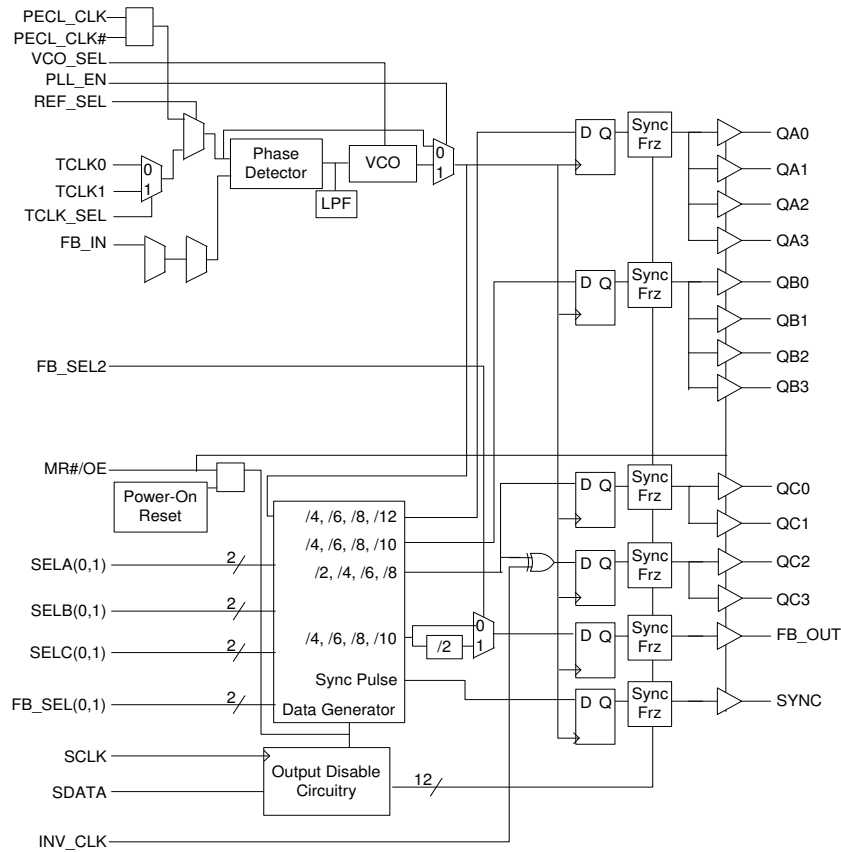 PECL_CLK
PECL_CLK#
VCO_SEL
PLL_EN
REF_SEL
TCLK0
TCLK1
TCLK_SEL
FB_IN
0
1
Phase
Detector
VCO
LPF
0
1
D Q
Sync
Frz
QA0
QA1
QA2
QA3
D Q
Sync
Frz
QB0
QB1
QB2
QB3
FB_SEL2
MR#/OE
Power-On
Reset
SELA(0,1)
2
SELB(0,1)
2
SELC(0,1)
2
FB_SEL(0,1)
2
/4, /6, /8, /12
/4, /6, /8, /10
/2, /4, /6, /8
/4, /6, /8, /10
Sync Pulse
Data Generator
/2
0
1
D Q
Sync
Frz
QC0
QC1
D Q
Sync
Frz
QC2
QC3
D Q
Sync
Frz
FB_OUT
D Q
Sync
Frz
SYNC
SCLK
SDATA
Output Disable
Circuitry
12
INV_CLK